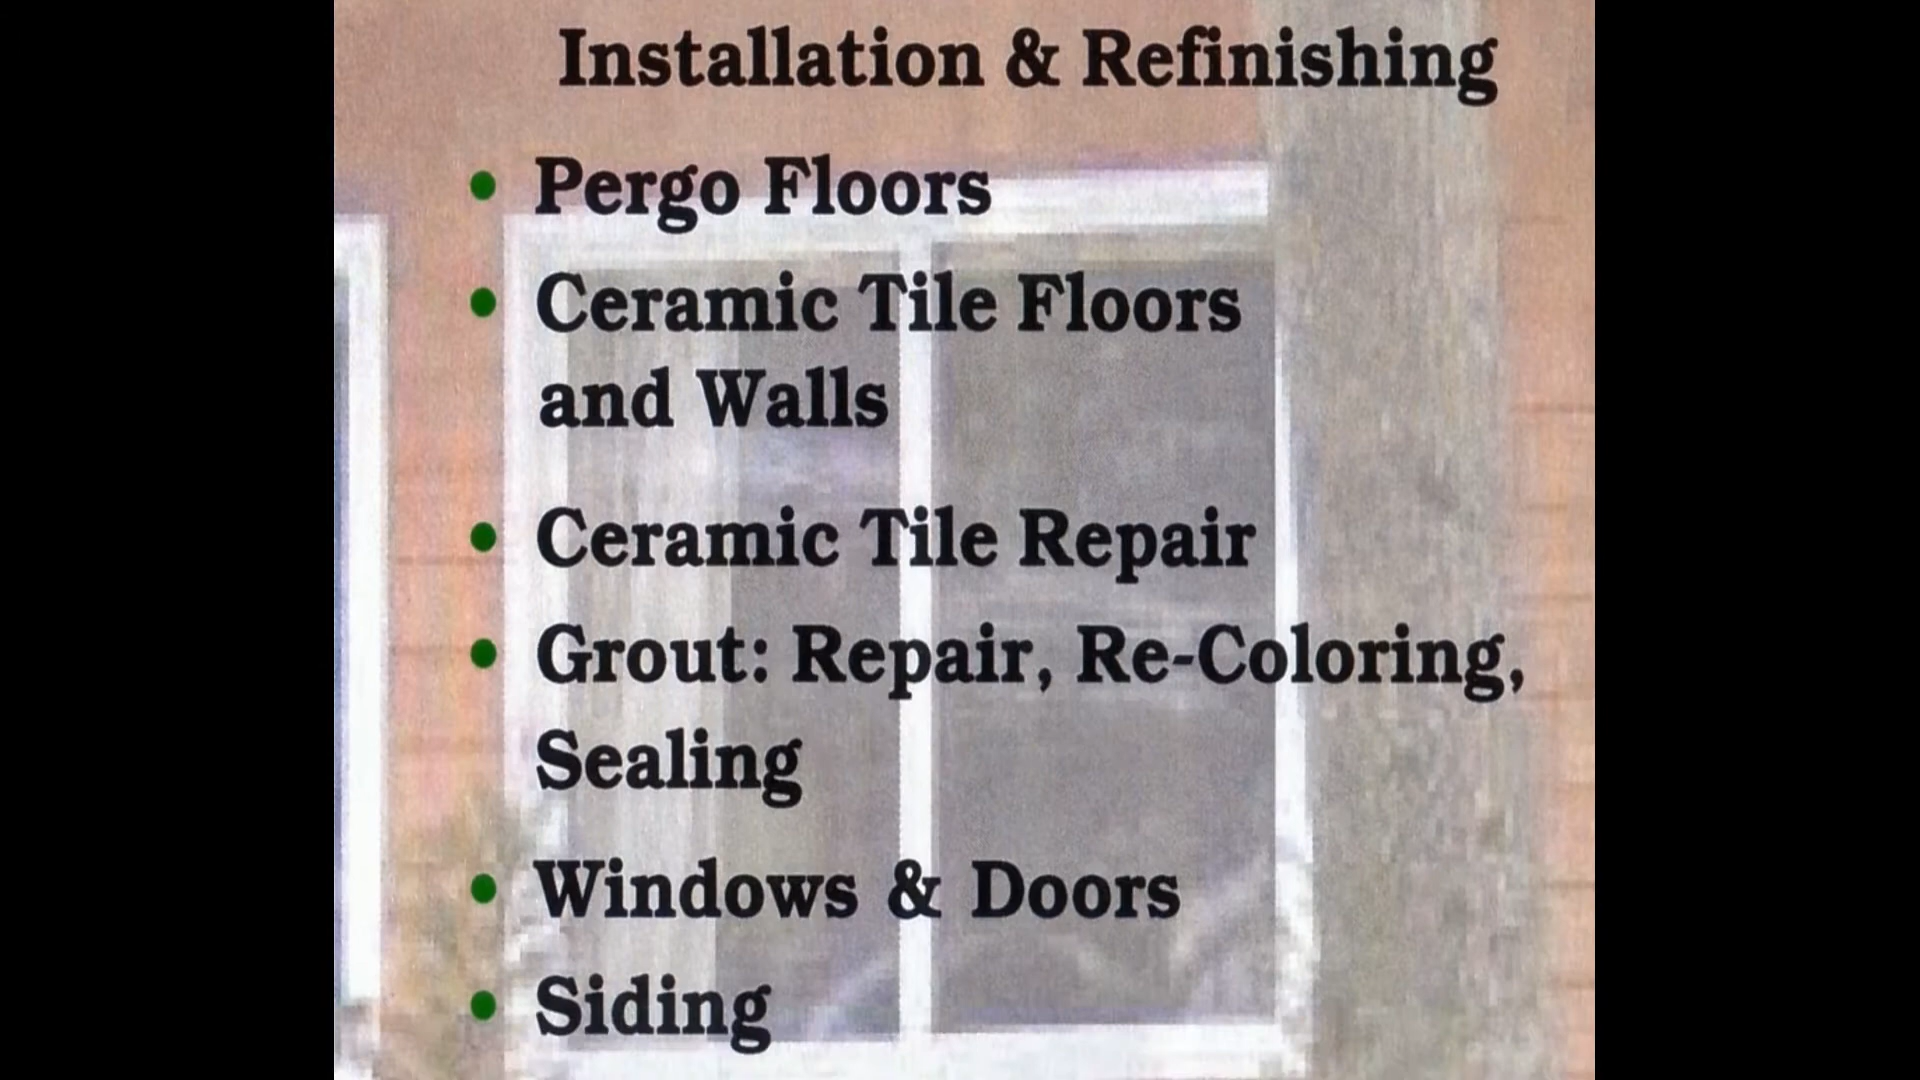 Installation & Refinishing
• Pergo Floors
• Ceramic Tile Floors
and Walls
• Ceramic Tile Repair
• Grout: Repair, Re-Coloring,
Sealing
• Windows & Doors
• Siding